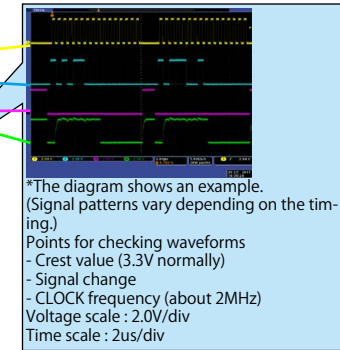 *The diagram shows an example.
(Signal patterns vary depending on the tim-
ing.)
Points for checking waveforms
- Crest value (3.3V normally)
- Signal change
- CLOCK frequency (about 2MHz)
Voltage scale : 2.0V/div
Time scale : 2us/div